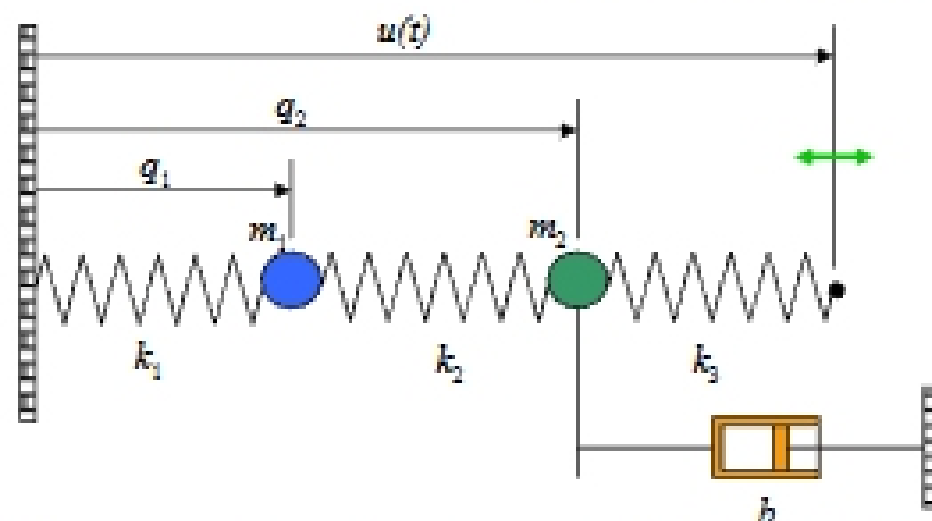 u(t)
q₂
q₁
m₁ m₂
k₁ k₂ k₃
b